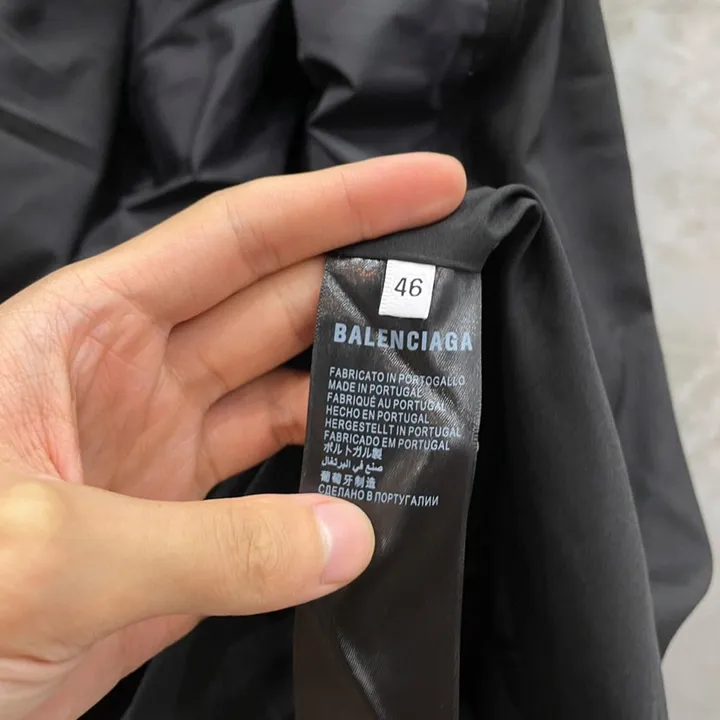 46
BALENCIAGA
FABRICATO IN PORTOGALLO
MADE IN PORTUGAL
FABRIQUÉ AU PORTUGAL
HECHO EN PORTUGAL
HERGESTELLT IN PORTUGAL
FABRICADO EM PORTUGAL
ポルトガル製
صنع في البرتغال
葡萄牙制造
СДЕЛАНО В ПОРТУГАЛИИ